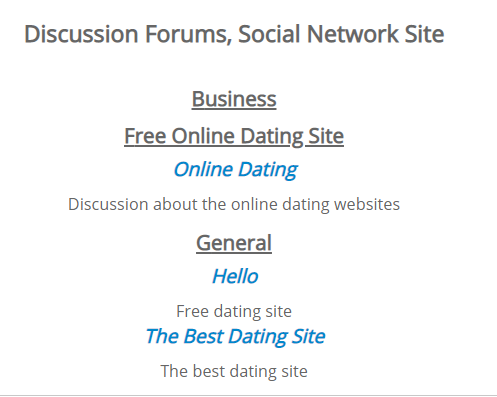 Discussion Forums, Social Network Site
Business
Free Online Dating Site
Online Dating
Discussion about the online dating websites
General
Hello
Free dating site
The Best Dating Site
The best dating site